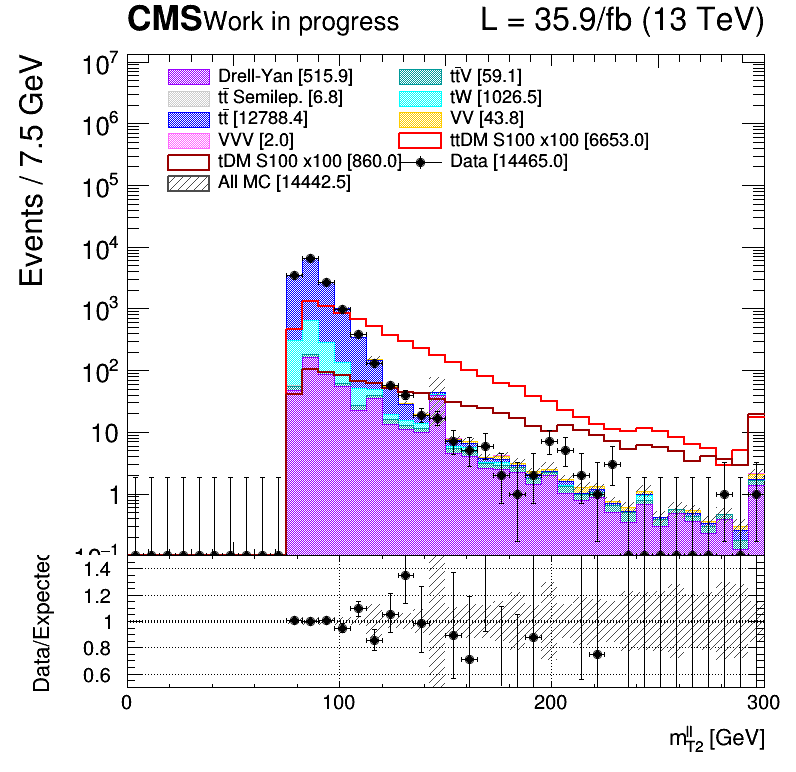 CMS Work in progress L = 35.9/fb (13 TeV)
Events / 7.5 GeV
10⁷
10⁶
10⁵
10⁴
10³
10²
10
1
10⁻¹
Drell-Yan [515.9]
tt̄V [59.1]
tt̄ Semilep. [6.8]
tW [1026.5]
tt̄ [12788.4]
VV [43.8]
VVV [2.0]
ttDM S100 x100 [6653.0]
tDM S100 x100 [860.0]
Data [14465.0]
All MC [14442.5]
Data/Expected
1.4
1.2
1
0.8
0.6
0 100 200 300
m_T2^ll [GeV]